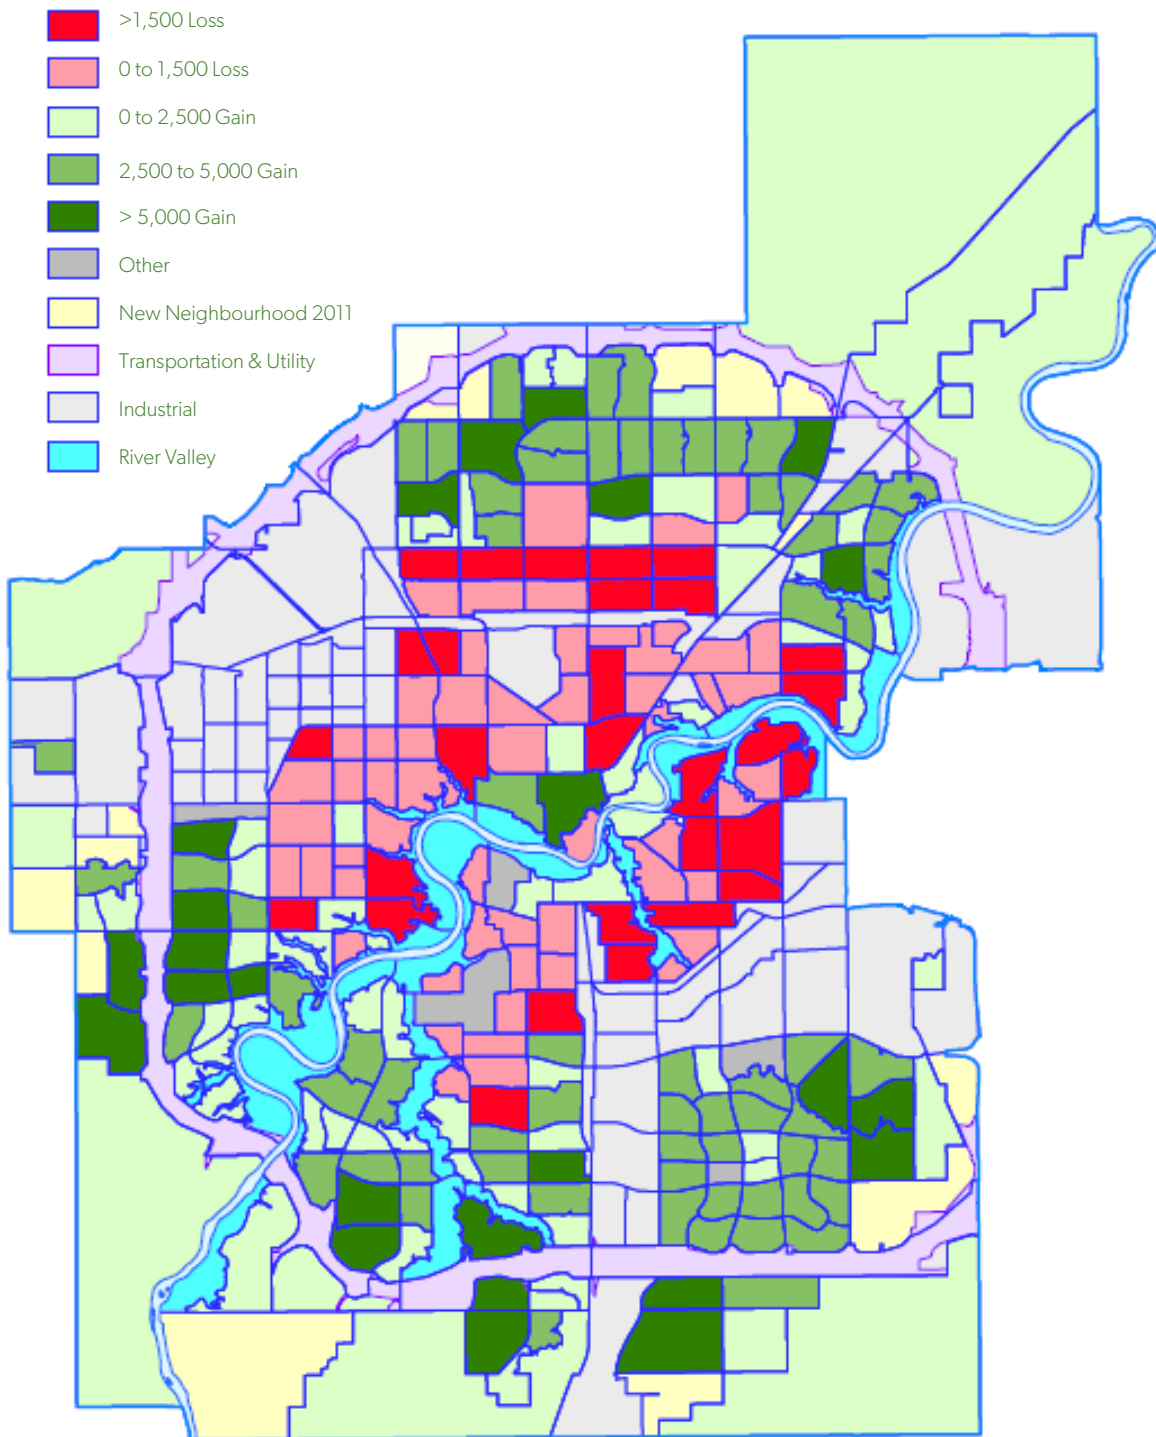 >1,500 Loss
0 to 1,500 Loss
0 to 2,500 Gain
2,500 to 5,000 Gain
> 5,000 Gain
Other
New Neighbourhood 2011
Transportation & Utility
Industrial
River Valley